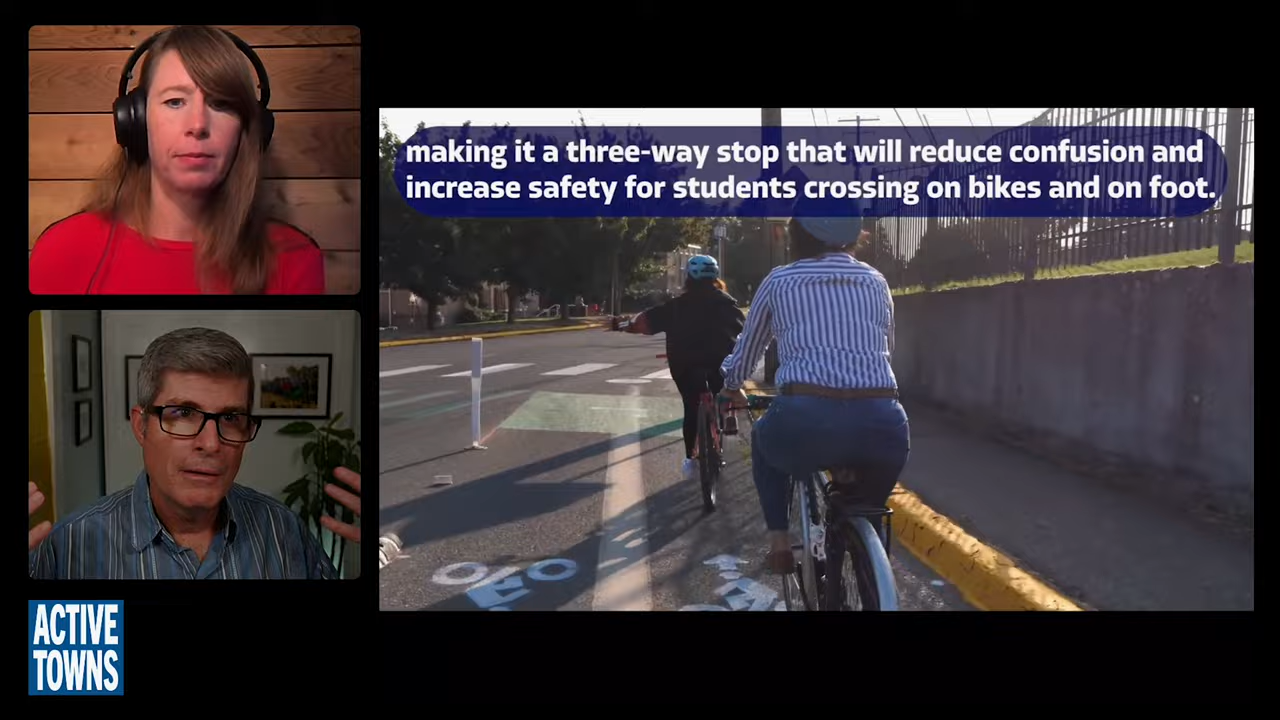 making it a three-way stop that will reduce confusion and
increase safety for students crossing on bikes and on foot.
ACTIVE
TOWNS